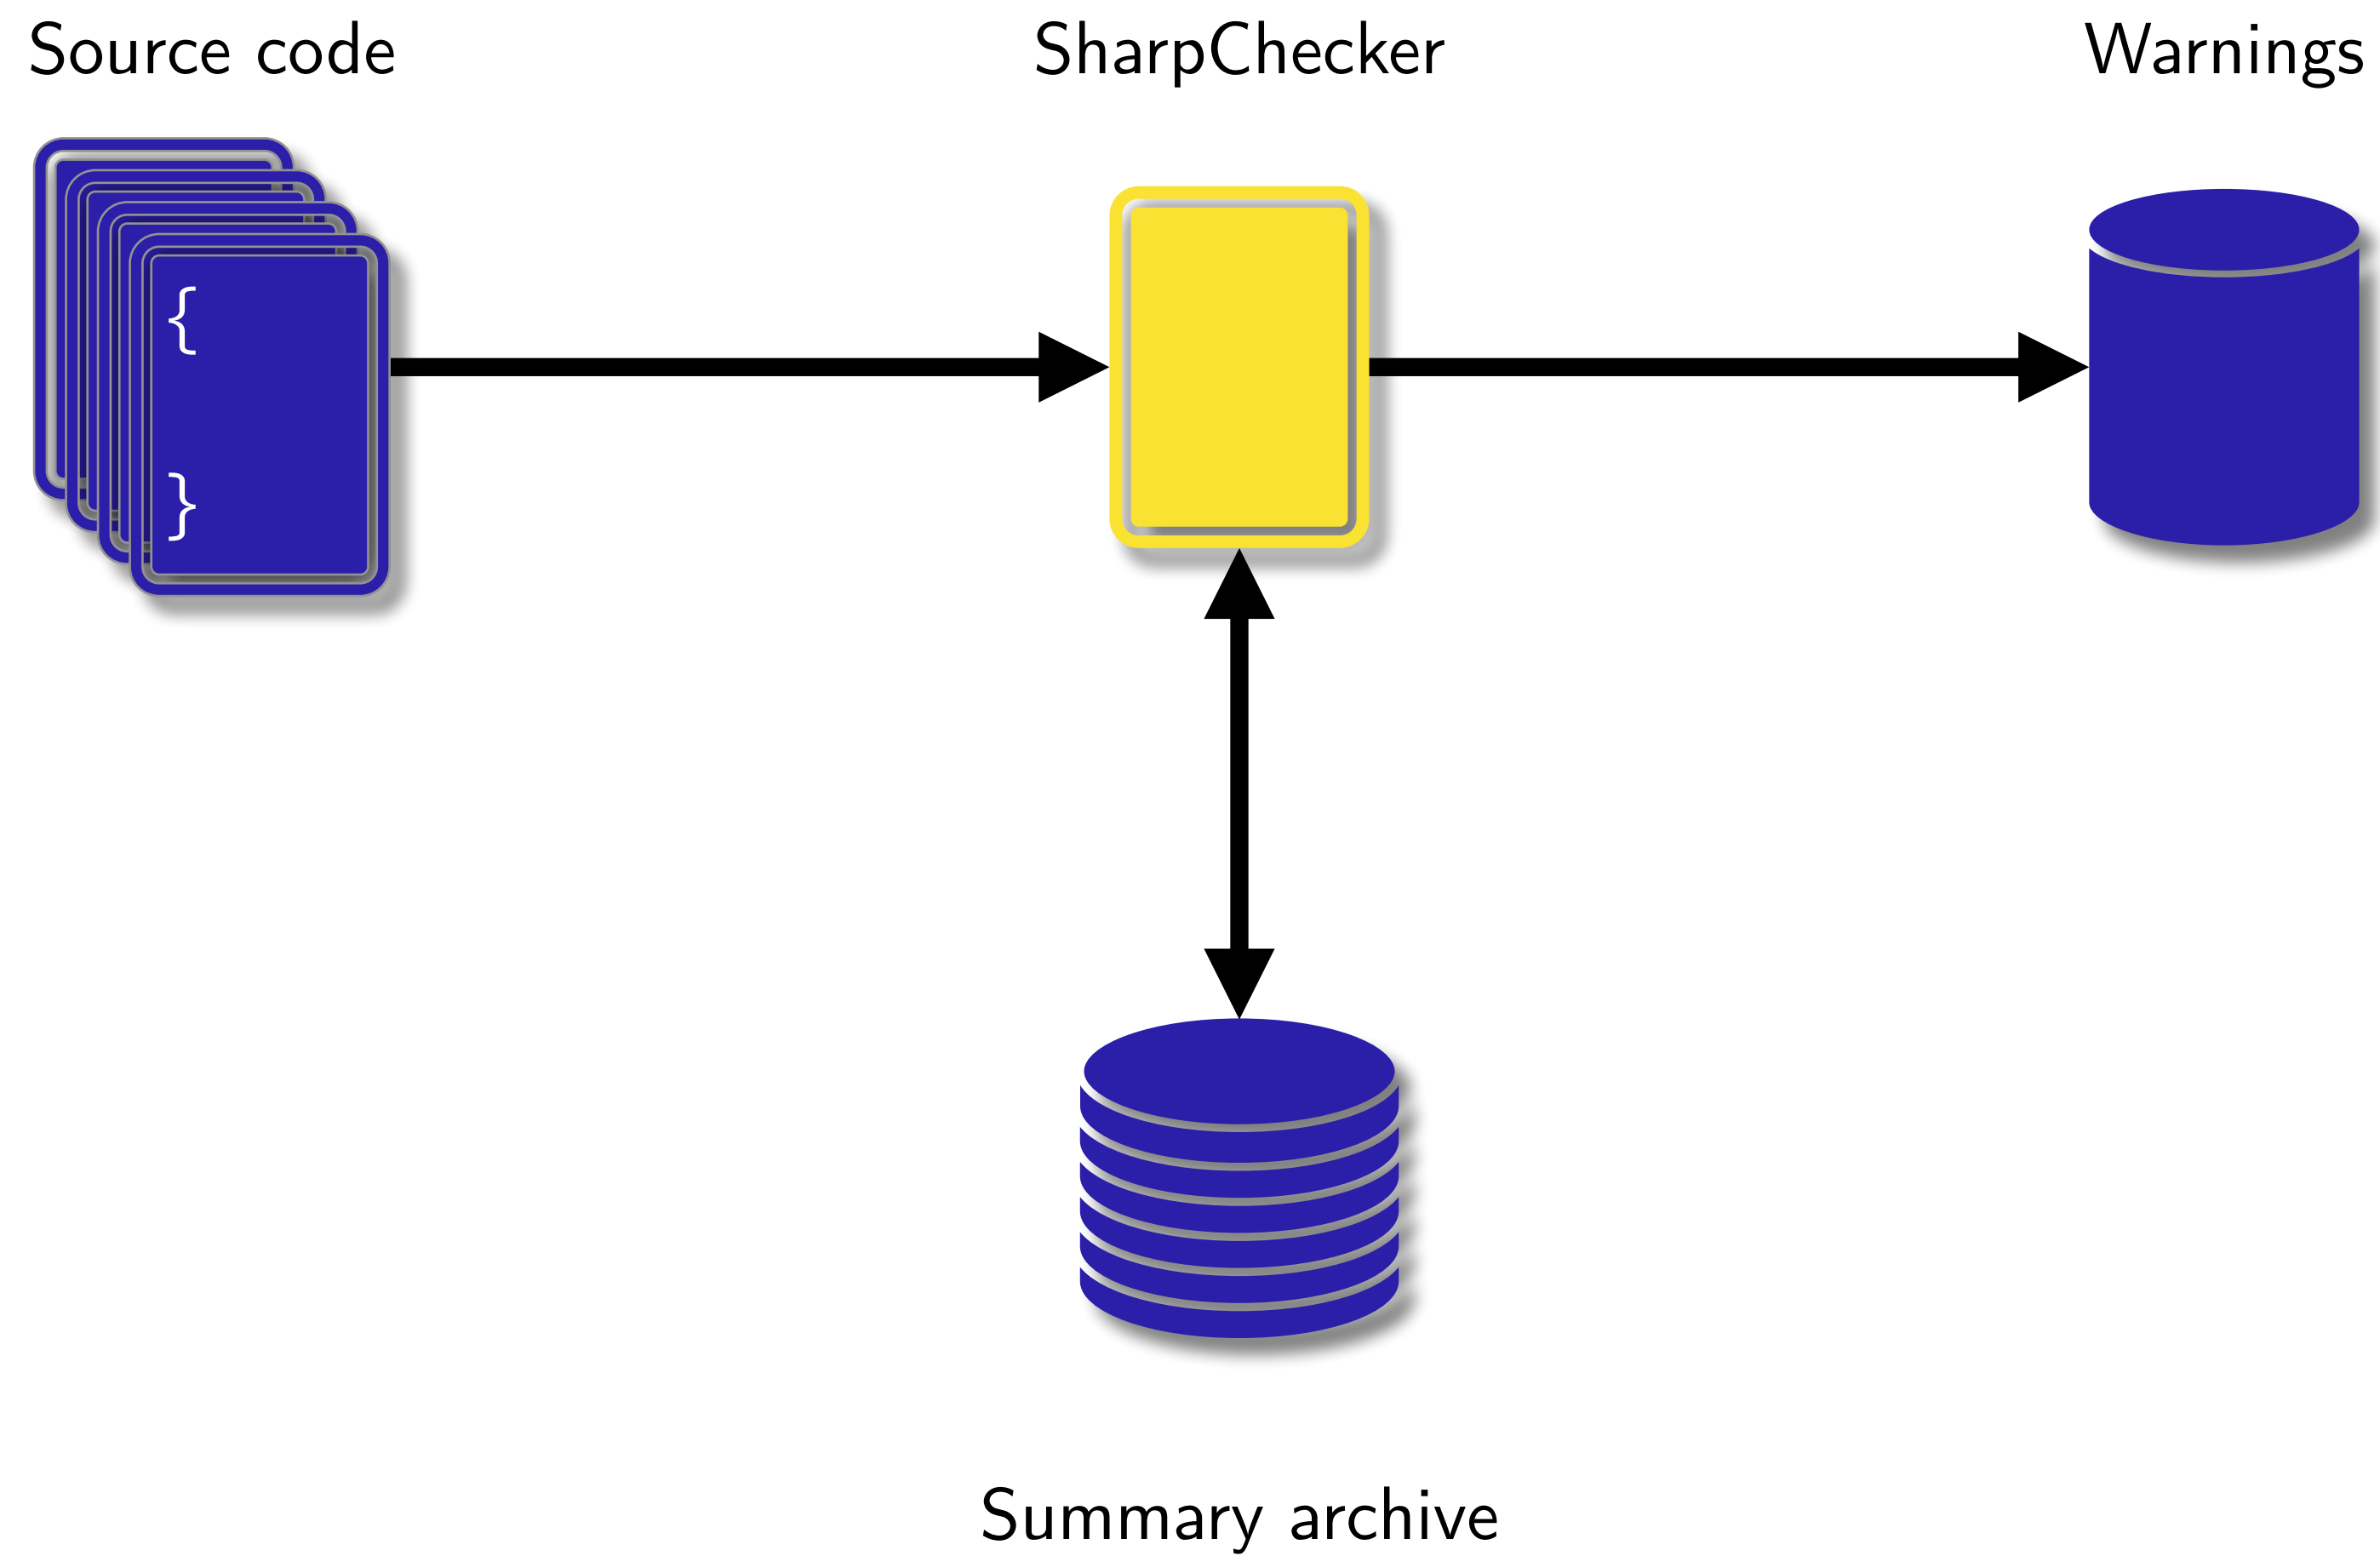 Source code
SharpChecker
Warnings
{
}
Summary archive